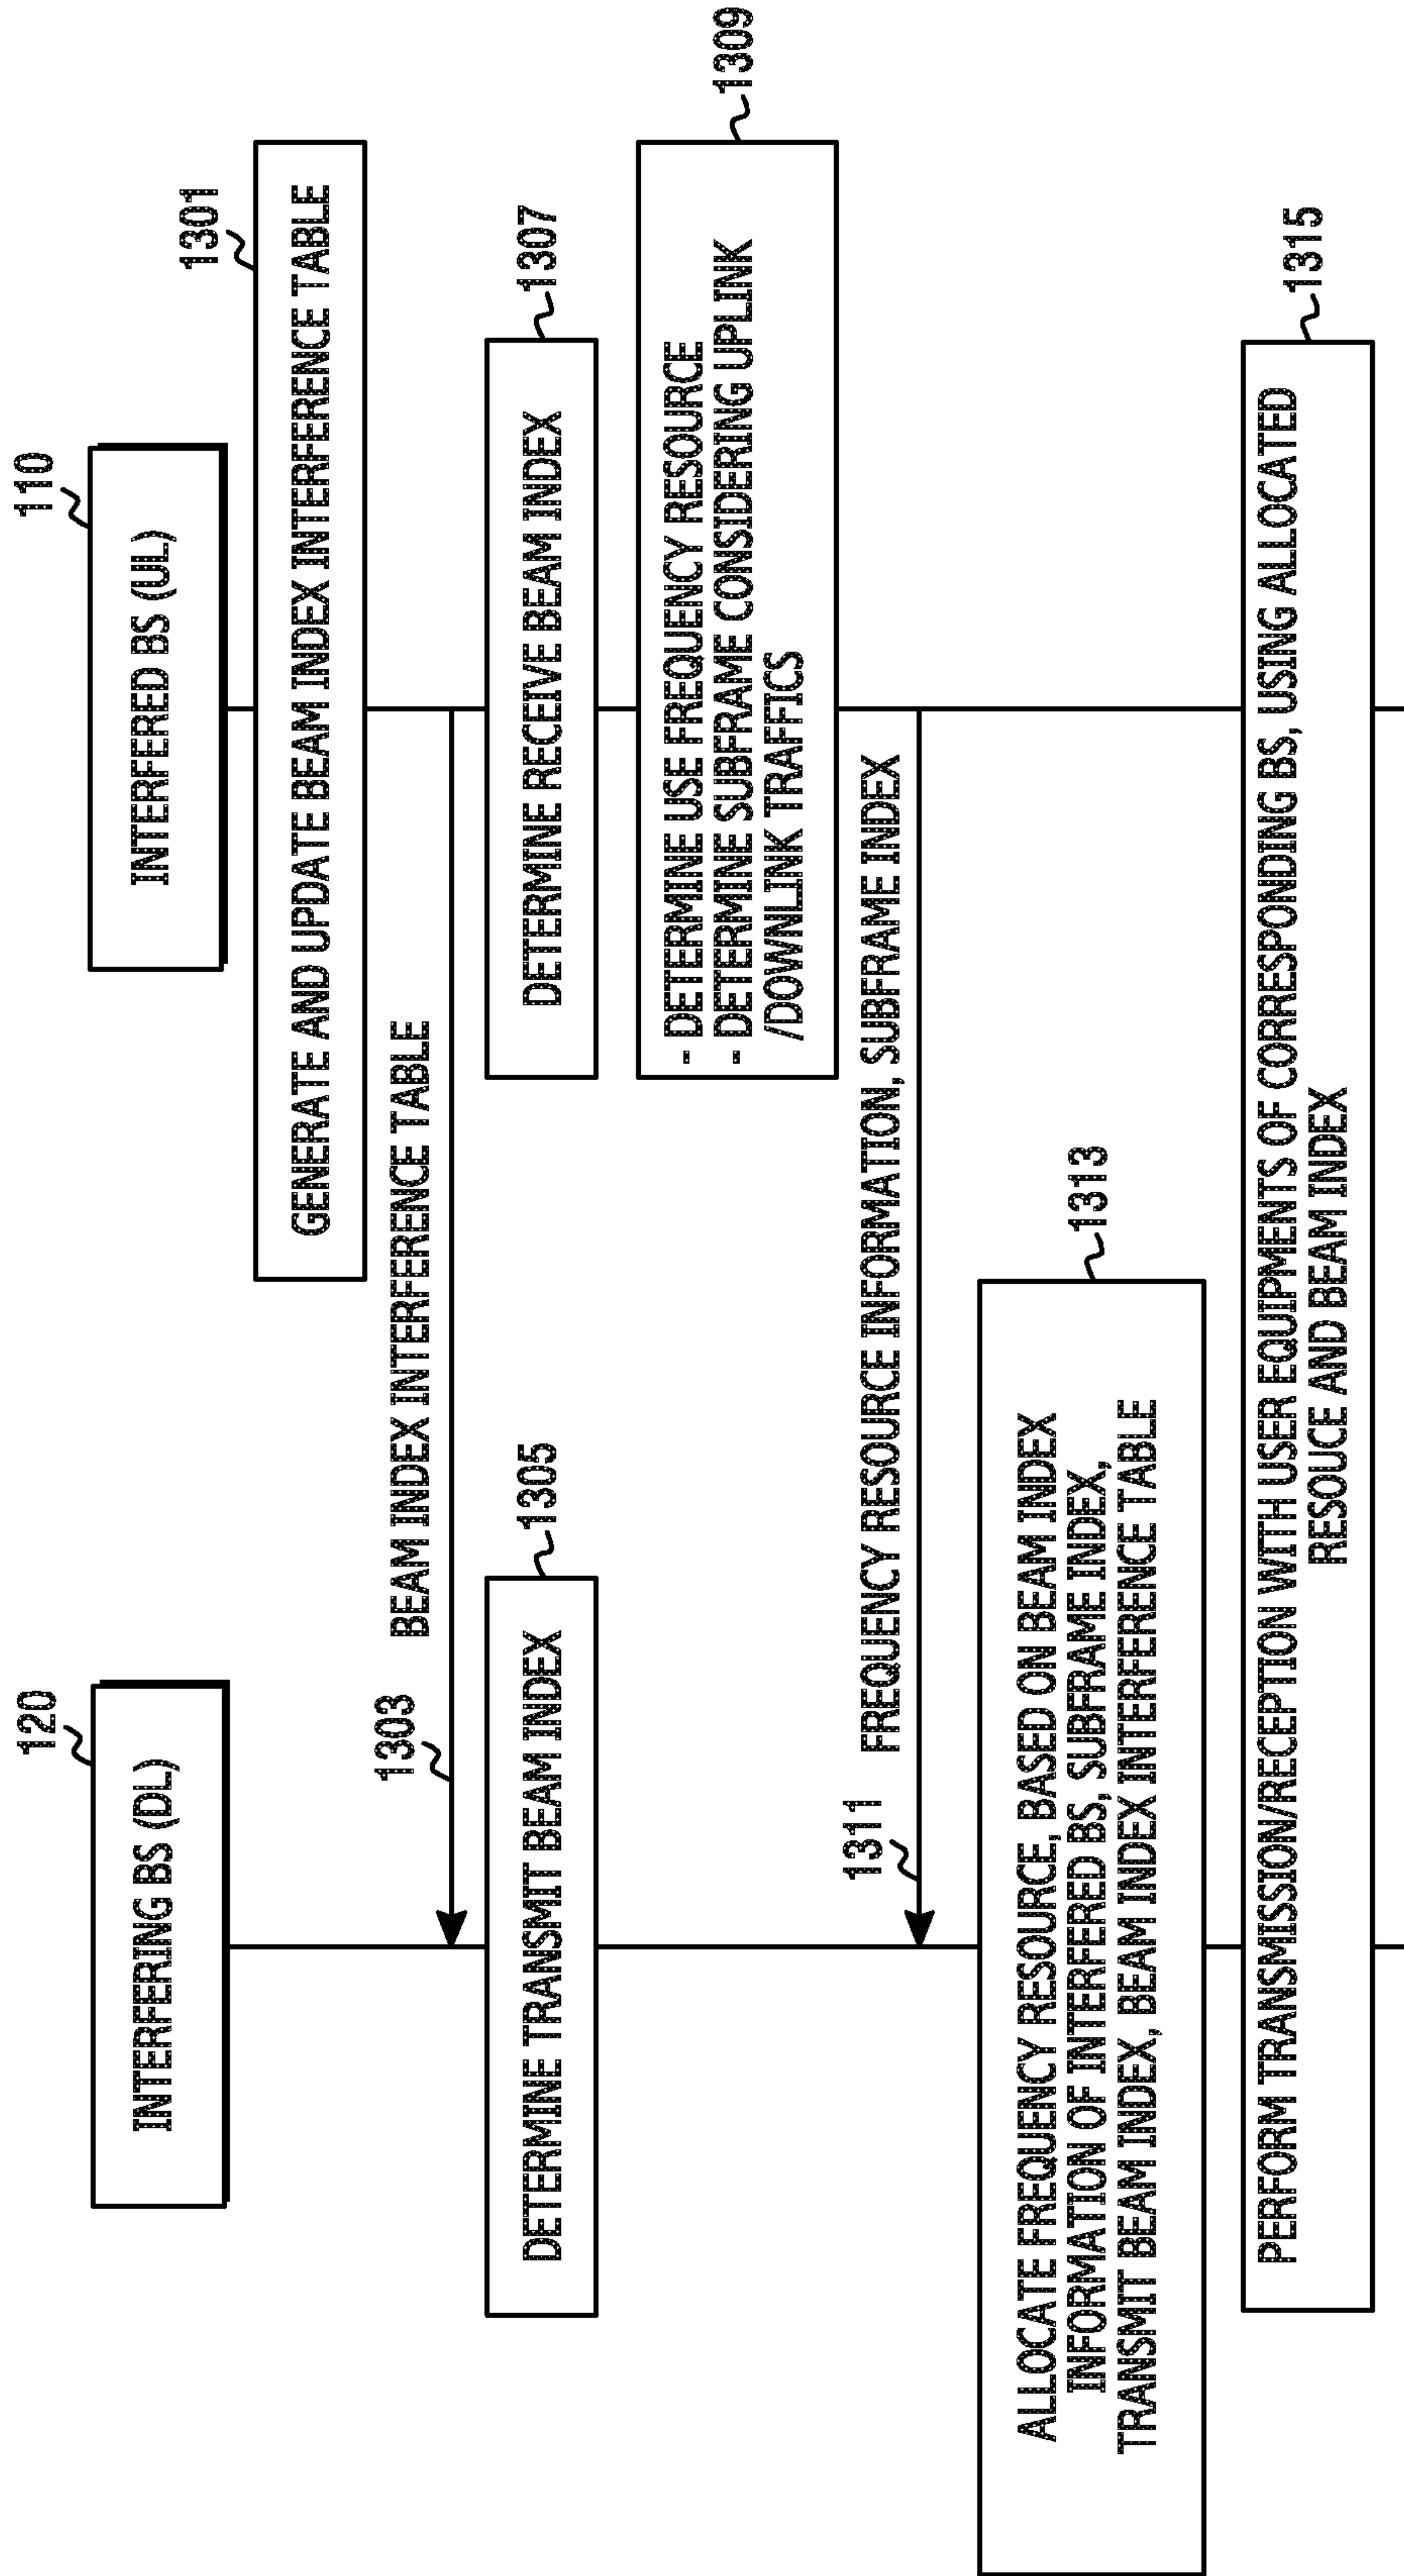 120
INTERFERING BS (DL)
110
INTERFERED BS (UL)
1301
GENERATE AND UPDATE BEAM INDEX INTERFERENCE TABLE
1303
BEAM INDEX INTERFERENCE TABLE
1305
DETERMINE TRANSMIT BEAM INDEX
1307
DETERMINE RECEIVE BEAM INDEX
1309
- DETERMINE USE FREQUENCY RESOURCE
- DETERMINE SUBFRAME CONSIDERING UPLINK
/DOWNLINK TRAFFICS
1311
FREQUENCY RESOURCE INFORMATION, SUBFRAME INDEX
1313
ALLOCATE FREQUENCY RESOURCE, BASED ON BEAM INDEX
INFORMATION OF INTERFERED BS, SUBFRAME INDEX,
TRANSMIT BEAM INDEX, BEAM INDEX INTERFERENCE TABLE
1315
PERFORM TRANSMISSION/RECEPTION WITH USER EQUIPMENTS OF CORRESPONDING BS, USING ALLOCATED
RESOUCE AND BEAM INDEX